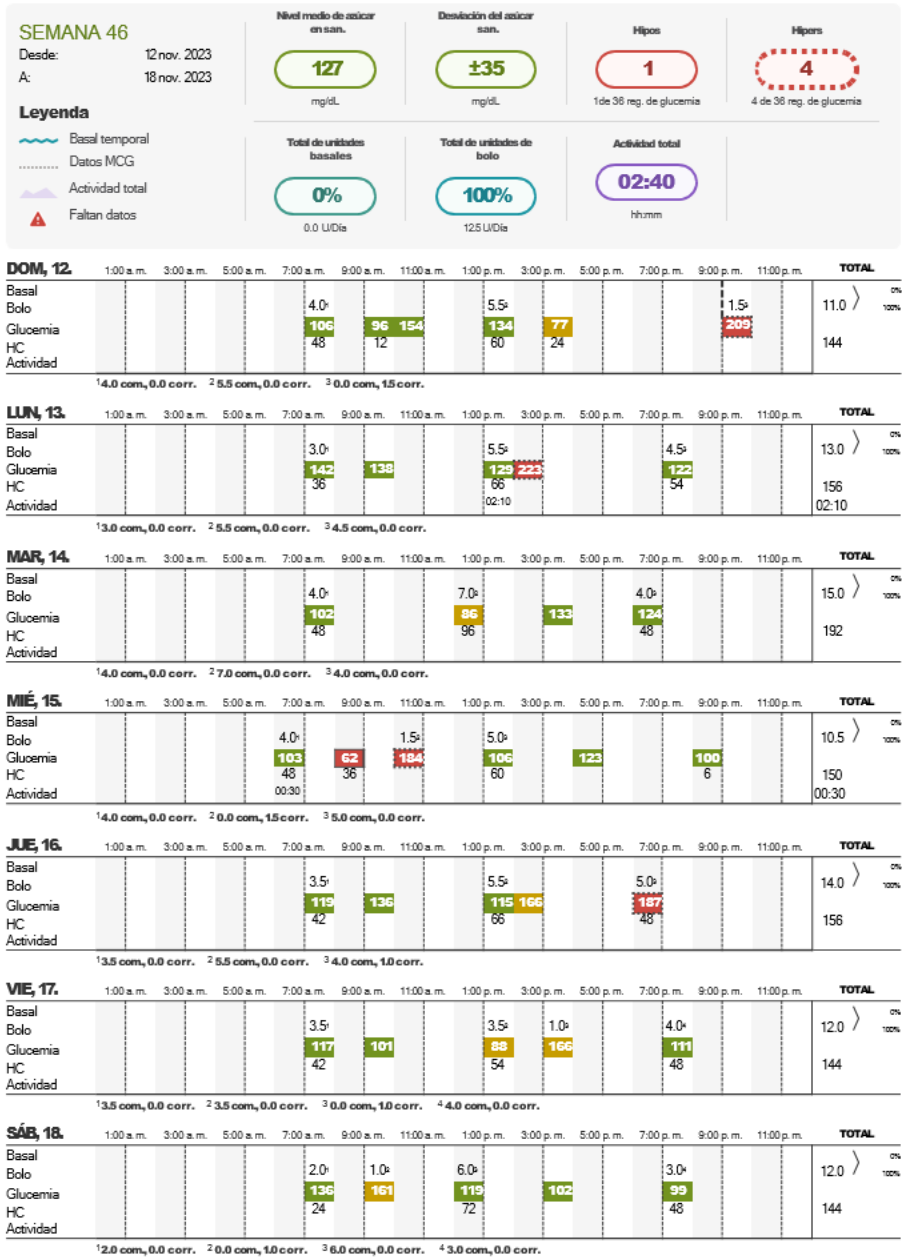 SEMANA 46
Desde: 12 nov. 2023
A: 18 nov. 2023
Leyenda
Basal temporal
Datos MCG
Actividad total
Faltan datos
Nivel medio de azúcar en san.
127
mg/dL
Desviación del azúcar san.
±35
mg/dL
Hipos
1
1 de 36 reg. de glucemia
Hipers
4
4 de 36 reg. de glucemia
Total de unidades basales
0%
0.0 U/Día
Total de unidades de bolo
100%
12.5 U/Día
Actividad total
02:40
hh:mm
DOM, 12. 1:00 a. m. 3:00 a. m. 5:00 a. m. 7:00 a. m. 9:00 a. m. 11:00 a. m. 1:00 p. m. 3:00 p. m. 5:00 p. m. 7:00 p. m. 9:00 p. m. 11:00 p. m. TOTAL
Basal 0%
Bolo 4.0¹ 5.5² 1.5³ 11.0 100%
Glucemia 106 96 154 134 77 209
HC 48 12 60 24 144
Actividad
¹ 4.0 com., 0.0 corr. ² 5.5 com., 0.0 corr. ³ 0.0 com., 1.5 corr.
LUN, 13. 1:00 a. m. 3:00 a. m. 5:00 a. m. 7:00 a. m. 9:00 a. m. 11:00 a. m. 1:00 p. m. 3:00 p. m. 5:00 p. m. 7:00 p. m. 9:00 p. m. 11:00 p. m. TOTAL
Basal 0%
Bolo 3.0¹ 5.5² 4.5³ 13.0 100%
Glucemia 142 138 129 223 122
HC 36 66 54 156
Actividad 02:10 02:10
¹ 3.0 com., 0.0 corr. ² 5.5 com., 0.0 corr. ³ 4.5 com., 0.0 corr.
MAR, 14. 1:00 a. m. 3:00 a. m. 5:00 a. m. 7:00 a. m. 9:00 a. m. 11:00 a. m. 1:00 p. m. 3:00 p. m. 5:00 p. m. 7:00 p. m. 9:00 p. m. 11:00 p. m. TOTAL
Basal 0%
Bolo 4.0¹ 7.0² 4.0³ 15.0 100%
Glucemia 102 86 133 124
HC 48 96 48 192
Actividad
¹ 4.0 com., 0.0 corr. ² 7.0 com., 0.0 corr. ³ 4.0 com., 0.0 corr.
MIÉ, 15. 1:00 a. m. 3:00 a. m. 5:00 a. m. 7:00 a. m. 9:00 a. m. 11:00 a. m. 1:00 p. m. 3:00 p. m. 5:00 p. m. 7:00 p. m. 9:00 p. m. 11:00 p. m. TOTAL
Basal 0%
Bolo 4.0¹ 1.5² 5.0³ 10.5 100%
Glucemia 103 62 184 106 123 100
HC 48 36 60 6 150
Actividad 00:30 00:30
¹ 4.0 com., 0.0 corr. ² 0.0 com., 1.5 corr. ³ 5.0 com., 0.0 corr.
JUE, 16. 1:00 a. m. 3:00 a. m. 5:00 a. m. 7:00 a. m. 9:00 a. m. 11:00 a. m. 1:00 p. m. 3:00 p. m. 5:00 p. m. 7:00 p. m. 9:00 p. m. 11:00 p. m. TOTAL
Basal 0%
Bolo 3.5¹ 5.5² 5.0³ 14.0 100%
Glucemia 119 136 115 166 187
HC 42 66 48 156
Actividad
¹ 3.5 com., 0.0 corr. ² 5.5 com., 0.0 corr. ³ 4.0 com., 1.0 corr.
VIE, 17. 1:00 a. m. 3:00 a. m. 5:00 a. m. 7:00 a. m. 9:00 a. m. 11:00 a. m. 1:00 p. m. 3:00 p. m. 5:00 p. m. 7:00 p. m. 9:00 p. m. 11:00 p. m. TOTAL
Basal 0%
Bolo 3.5¹ 3.5² 1.0³ 4.0⁴ 12.0 100%
Glucemia 117 101 88 166 111
HC 42 54 48 144
Actividad
¹ 3.5 com., 0.0 corr. ² 3.5 com., 0.0 corr. ³ 0.0 com., 1.0 corr. ⁴ 4.0 com., 0.0 corr.
SÁB, 18. 1:00 a. m. 3:00 a. m. 5:00 a. m. 7:00 a. m. 9:00 a. m. 11:00 a. m. 1:00 p. m. 3:00 p. m. 5:00 p. m. 7:00 p. m. 9:00 p. m. 11:00 p. m. TOTAL
Basal 0%
Bolo 2.0¹ 1.0² 6.0³ 3.0⁴ 12.0 100%
Glucemia 136 161 119 102 99
HC 24 72 48 144
Actividad
¹ 2.0 com., 0.0 corr. ² 0.0 com., 1.0 corr. ³ 6.0 com., 0.0 corr. ⁴ 3.0 com., 0.0 corr.